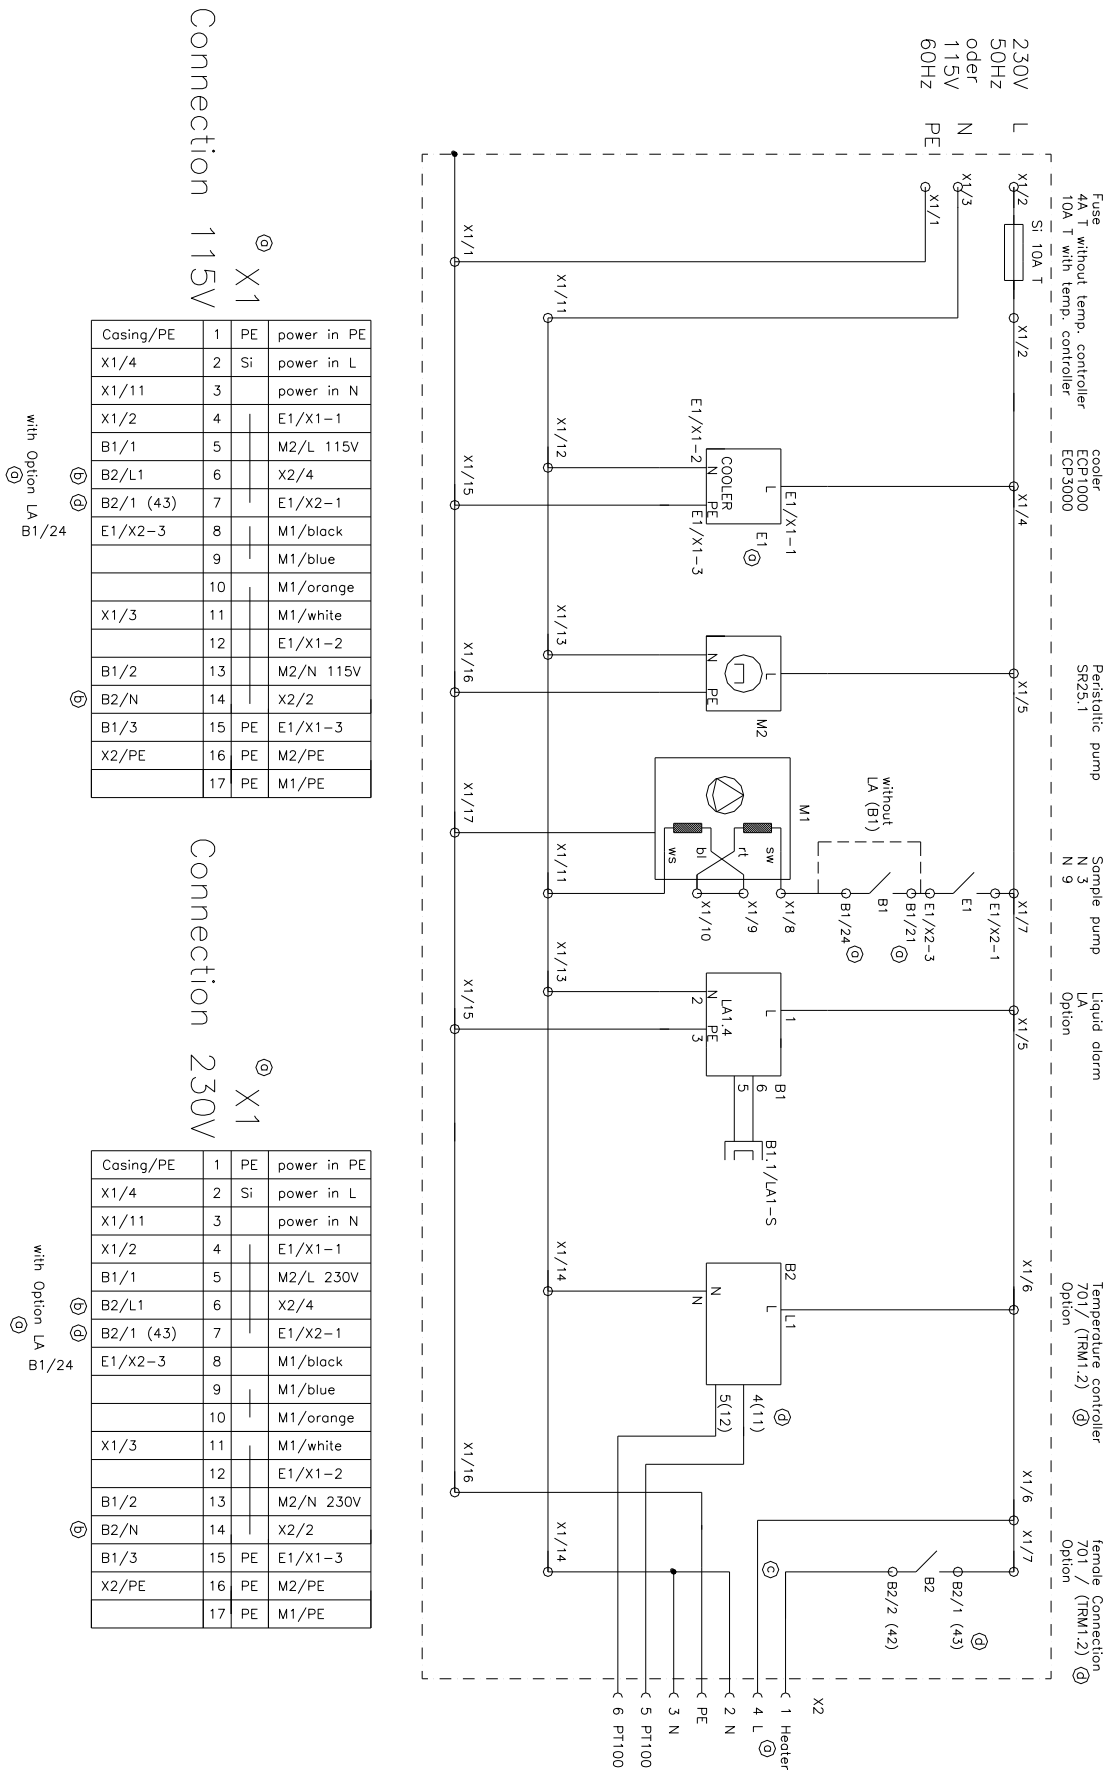 230V L
50Hz
oder
115V N
60Hz PE
Fuse
4A T without temp. controller
10A T with temp. controller
cooler
ECP1000
ECP3000
Peristaltic pump
SR25.1
Sample pump
N 3
N 9
Liquid alarm
LA
Option
Temperature controller
701/ (TRM1.2) d
Option
female Connection
701 / (TRM1.2) d
Option
X1/2
Si 10A T
X1/2
X1/4
X1/5
X1/7
X1/5
X1/6
X1/6
X1/7
X1/3
X1/1
E1/X2-1
E1
E1/X2-3
B1/21 a
B1
B1/24 a
without
LA (B1)
X1/8
X1/9
X1/10
B2/1 (43) d
B2
B2/2 (42)
L
E1/X1-1
E1
a
COOLER
N
PE
E1/X1-2
E1/X1-3
L
M2
N
PE
M1
sw
rt
bl
ws
L
1
B1
LA1.4
N
PE
2
3
6
5
B1.1/LA1-S
B2
L
L1
N
N
4(11) d
5(12)
c
X1/11
X1/12
X1/13
X1/11
X1/13
X1/14
X1/14
X1/1
X1/15
X1/16
X1/17
X1/15
X1/16
X2
1 Heater
4 L a
2 N
PE
3 N
5 PT100
6 PT100
Connection 115V
a X1
Casing/PE 1 PE power in PE
X1/4 2 Si power in L
X1/11 3 power in N
X1/2 4 E1/X1-1
B1/1 5 M2/L 115V
b B2/L1 6 X2/4
d B2/1 (43) 7 E1/X2-1
E1/X2-3 8 M1/black
9 M1/blue
10 M1/orange
X1/3 11 M1/white
12 E1/X1-2
B1/2 13 M2/N 115V
b B2/N 14 X2/2
B1/3 15 PE E1/X1-3
X2/PE 16 PE M2/PE
17 PE M1/PE
with Option LA
a
B1/24
Connection 230V
a X1
Casing/PE 1 PE power in PE
X1/4 2 Si power in L
X1/11 3 power in N
X1/2 4 E1/X1-1
B1/1 5 M2/L 230V
b B2/L1 6 X2/4
d B2/1 (43) 7 E1/X2-1
E1/X2-3 8 M1/black
9 M1/blue
10 M1/orange
X1/3 11 M1/white
12 E1/X1-2
B1/2 13 M2/N 230V
b B2/N 14 X2/2
B1/3 15 PE E1/X1-3
X2/PE 16 PE M2/PE
17 PE M1/PE
with Option LA
a
B1/24